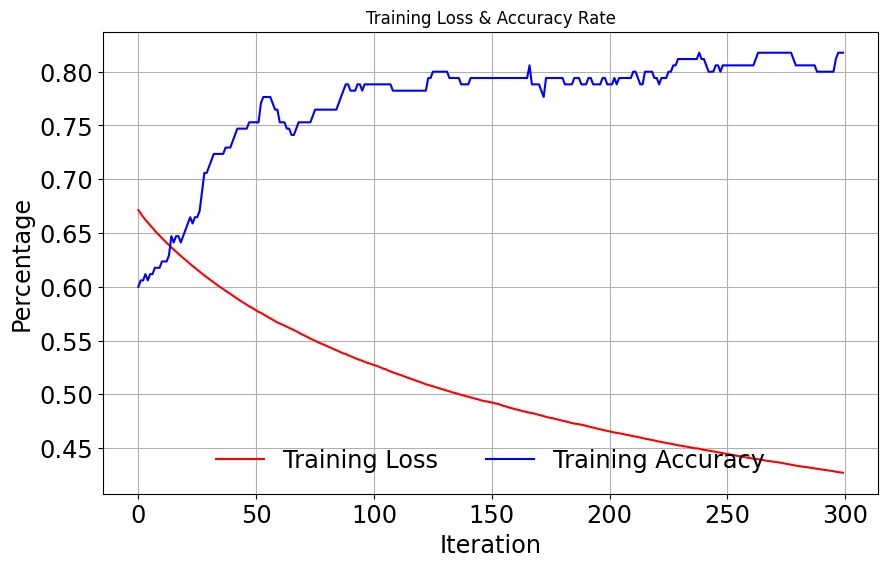 Training Loss & Accuracy Rate
Percentage
0.80
0.75
0.70
0.65
0.60
0.55
0.50
0.45
Training Loss Training Accuracy
0 50 100 150 200 250 300
Iteration